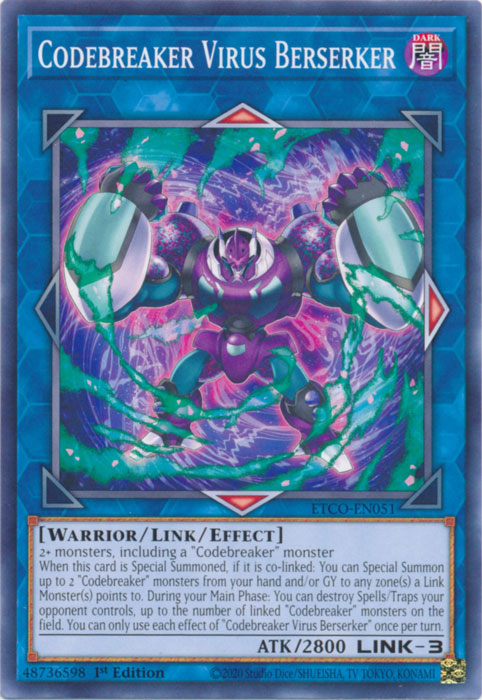 CODEBREAKER VIRUS BERSERKER
DARK
闇
ETCO-EN051
[WARRIOR/LINK/EFFECT]
2+ monsters, including a "Codebreaker" monster
When this card is Special Summoned, if it is co-linked: You can Special Summon
up to 2 "Codebreaker" monsters from your hand and/or GY to any zone(s) a Link
Monster(s) points to. During your Main Phase: You can destroy Spells/Traps your
opponent controls, up to the number of linked "Codebreaker" monsters on the
field. You can only use each effect of "Codebreaker Virus Berserker" once per turn.
ATK/2800 LINK-3
48736598 1st Edition ©2020 Studio Dice/SHUEISHA, TV TOKYO, KONAMI